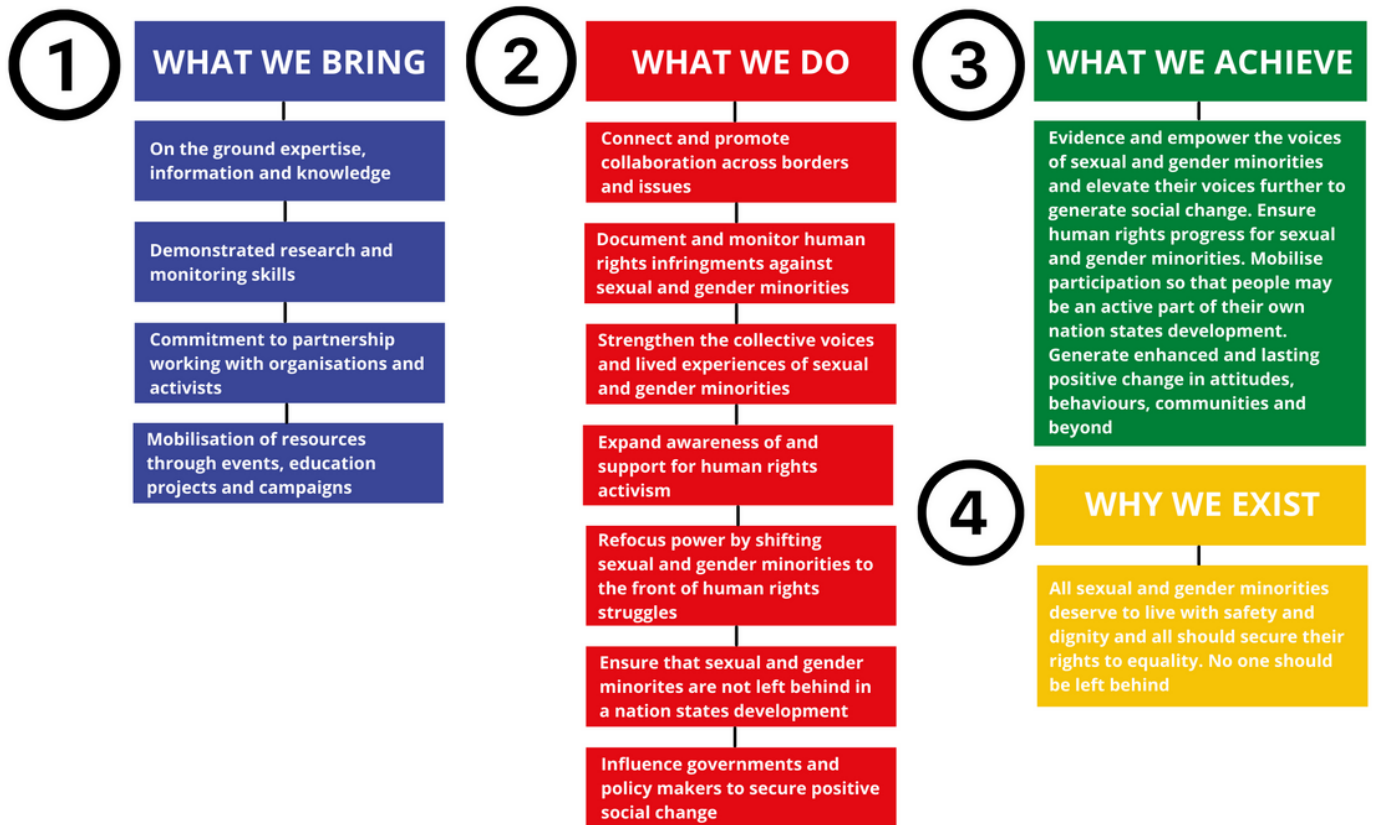 1
WHAT WE BRING
On the ground expertise,
information and knowledge
Demonstrated research and
monitoring skills
Commitment to partnership
working with organisations and
activists
Mobilisation of resources
through events, education
projects and campaigns
2
WHAT WE DO
Connect and promote
collaboration across borders
and issues
Document and monitor human
rights infringments against
sexual and gender minorities
Strengthen the collective voices
and lived experiences of sexual
and gender minorities
Expand awareness of and
support for human rights
activism
Refocus power by shifting
sexual and gender minorities to
the front of human rights
struggles
Ensure that sexual and gender
minorites are not left behind in
a nation states development
Influence governments and
policy makers to secure positive
social change
3
WHAT WE ACHIEVE
Evidence and empower the voices
of sexual and gender minorities
and elevate their voices further to
generate social change. Ensure
human rights progress for sexual
and gender minorities. Mobilise
participation so that people may
be an active part of their own
nation states development.
Generate enhanced and lasting
positive change in attitudes,
behaviours, communities and
beyond
4
WHY WE EXIST
All sexual and gender minorities
deserve to live with safety and
dignity and all should secure their
rights to equality. No one should
be left behind